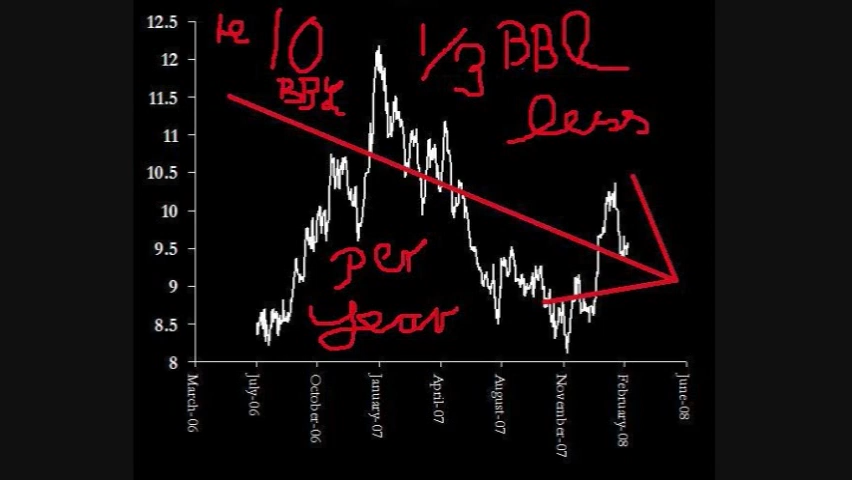 12.5
12
11.5
11
10.5
10
9.5
9
8.5
8
10
BBL
1/3 BBl
less
per
year
March-06
July-06
October-06
January-07
April-07
August-07
November-07
February-08
June-08